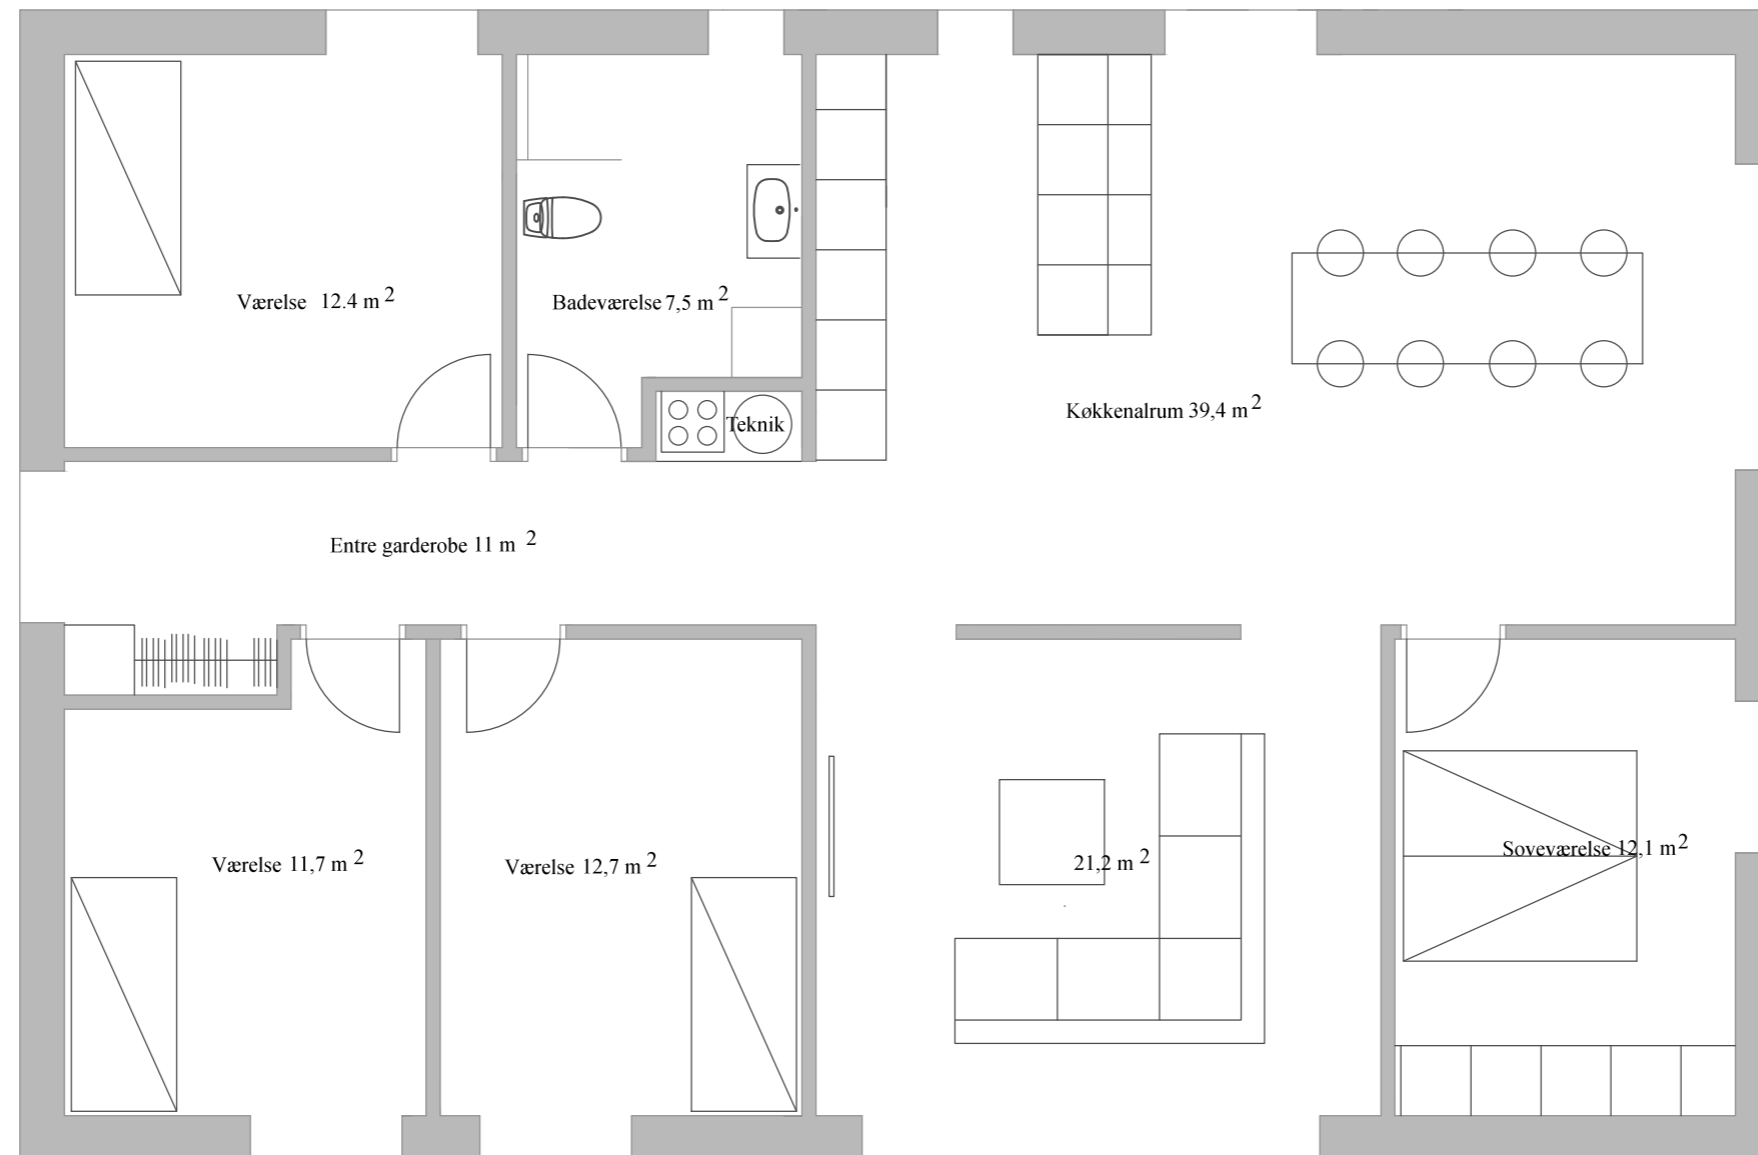 Værelse 12.4 m 2
Badeværelse 7,5 m 2
Køkkenalrum 39,4 m 2
Teknik
Entre garderobe 11 m 2
Værelse 11,7 m 2
Værelse 12,7 m 2
21,2 m 2
Soveværelse 12,1 m 2